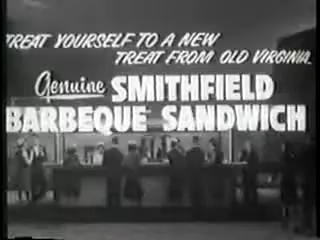 TREAT YOURSELF TO A NEW
TREAT FROM OLD VIRGINIA
Genuine SMITHFIELD
BARBEQUE SANDWICH